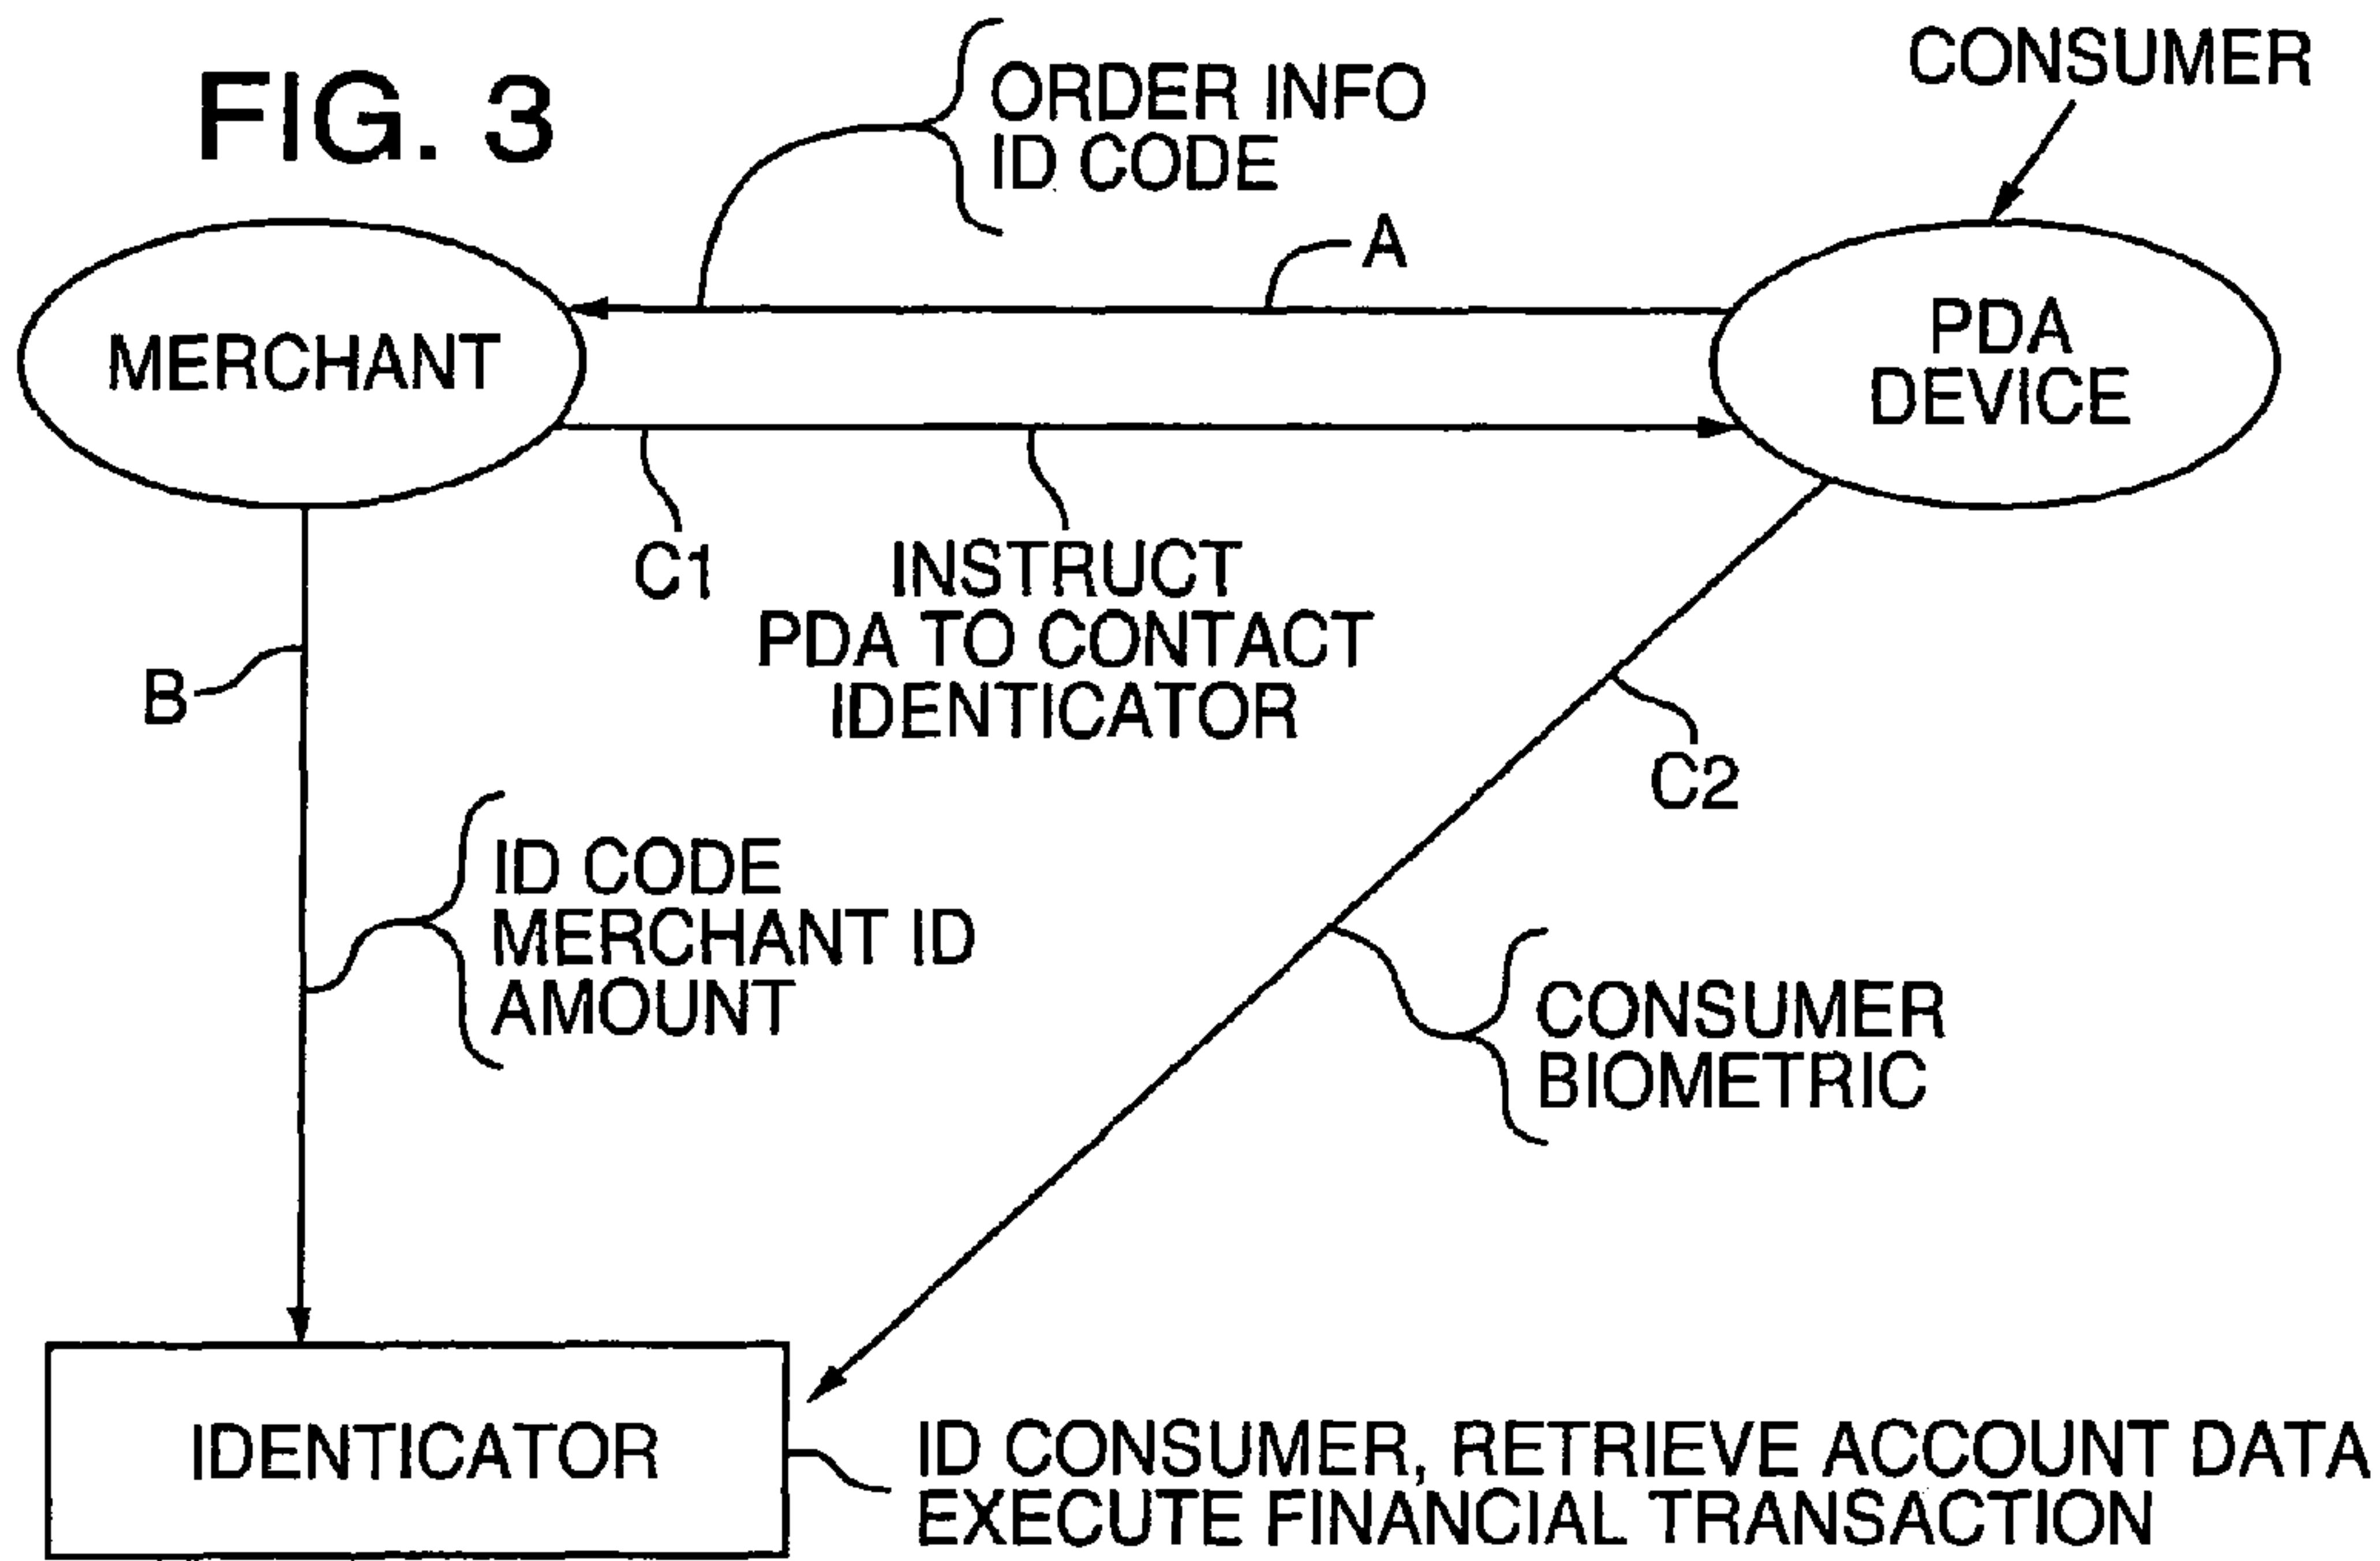 FIG. 3
ORDER INFO
ID CODE
CONSUMER
A
MERCHANT
PDA
DEVICE
C1
INSTRUCT
PDA TO CONTACT
IDENTICATOR
B
C2
ID CODE
MERCHANT ID
AMOUNT
CONSUMER
BIOMETRIC
IDENTICATOR
ID CONSUMER, RETRIEVE ACCOUNT DATA
EXECUTE FINANCIAL TRANSACTION